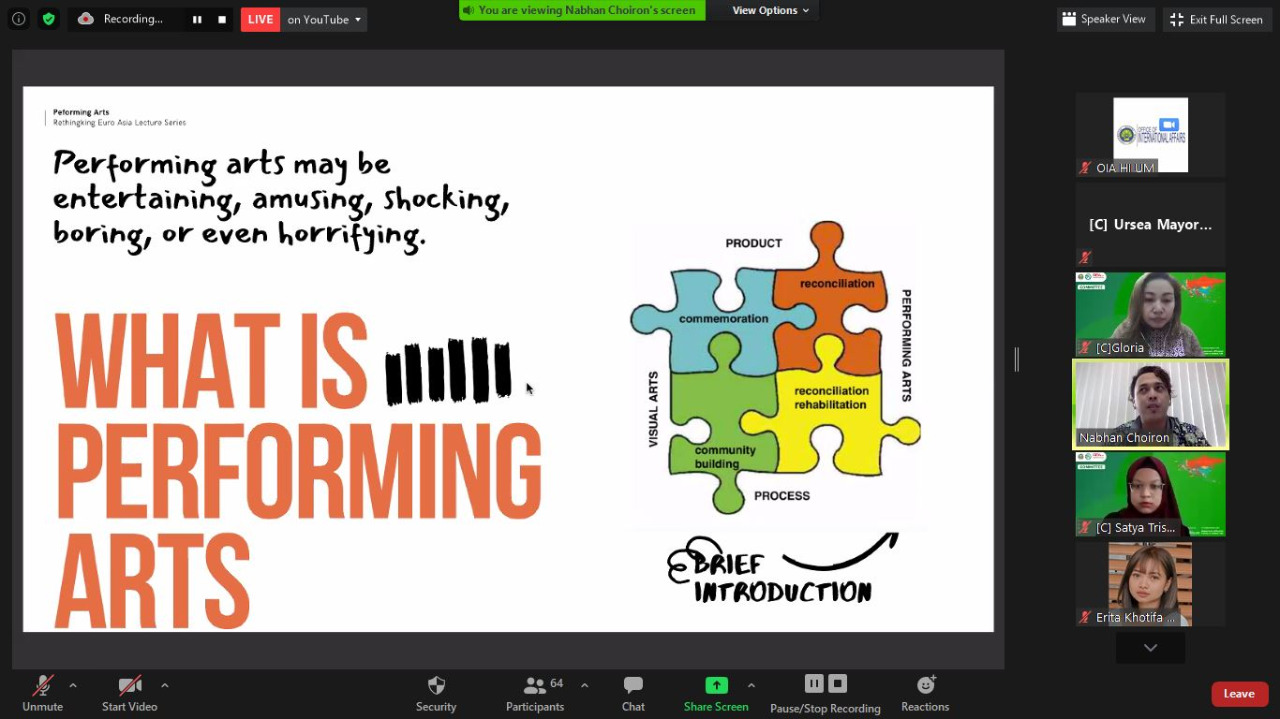 Recording...
LIVE
on YouTube
You are viewing Nabhan Choiron's screen
View Options
Speaker View
Exit Full Screen
Peforming Arts
Rethingking Euro Asia Lecture Series
Performing arts may be
entertaining, amusing, shocking,
boring, or even horrifying.
WHAT IS
PERFORMING
ARTS
PRODUCT
reconciliation
commemoration
PERFORMING ARTS
VISUAL ARTS
reconciliation
rehabilitation
community
building
PROCESS
BRIEF
INTRODUCTION
OFFICE OF
INTERNATIONAL AFFAIRS
OIA HI UM
[C] Ursea Mayor...
[C]Gloria
Nabhan Choiron
[C] Satya Tris...
Erita Khotifa ...
Unmute
Start Video
Security
64
Participants
Chat
Share Screen
Pause/Stop Recording
Reactions
Leave